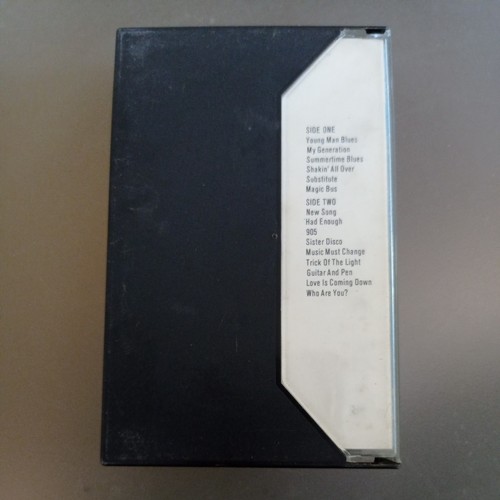 SIDE ONE
Young Man Blues
My Generation
Summertime Blues
Shakin' All Over
Substitute
Magic Bus
SIDE TWO
New Song
Had Enough
905
Sister Disco
Music Must Change
Trick Of The Light
Guitar And Pen
Love Is Coming Down
Who Are You?